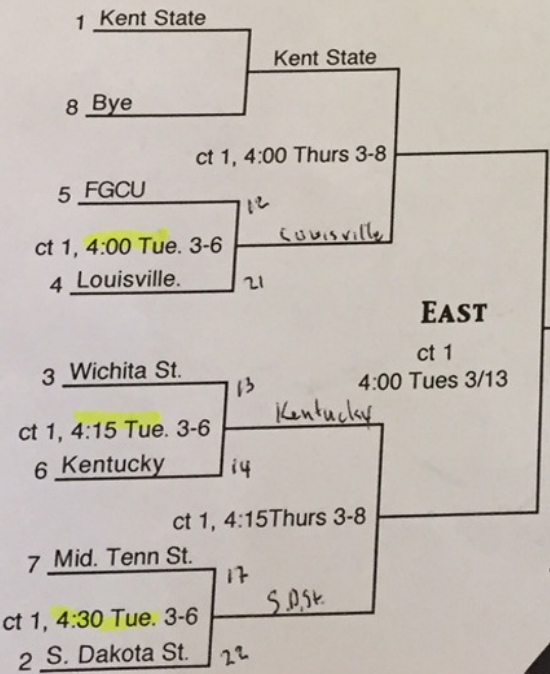 1 Kent State
Kent State
8 Bye
ct 1, 4:00 Thurs 3-8
5 FGCU
12
ct 1, 4:00 Tue. 3-6
Louisville
4 Louisville.
21
EAST
ct 1
4:00 Tues 3/13
3 Wichita St.
13
ct 1, 4:15 Tue. 3-6
Kentucky
6 Kentucky
14
ct 1, 4:15Thurs 3-8
7 Mid. Tenn St.
17
ct 1, 4:30 Tue. 3-6
S.D.St.
2 S. Dakota St.
22